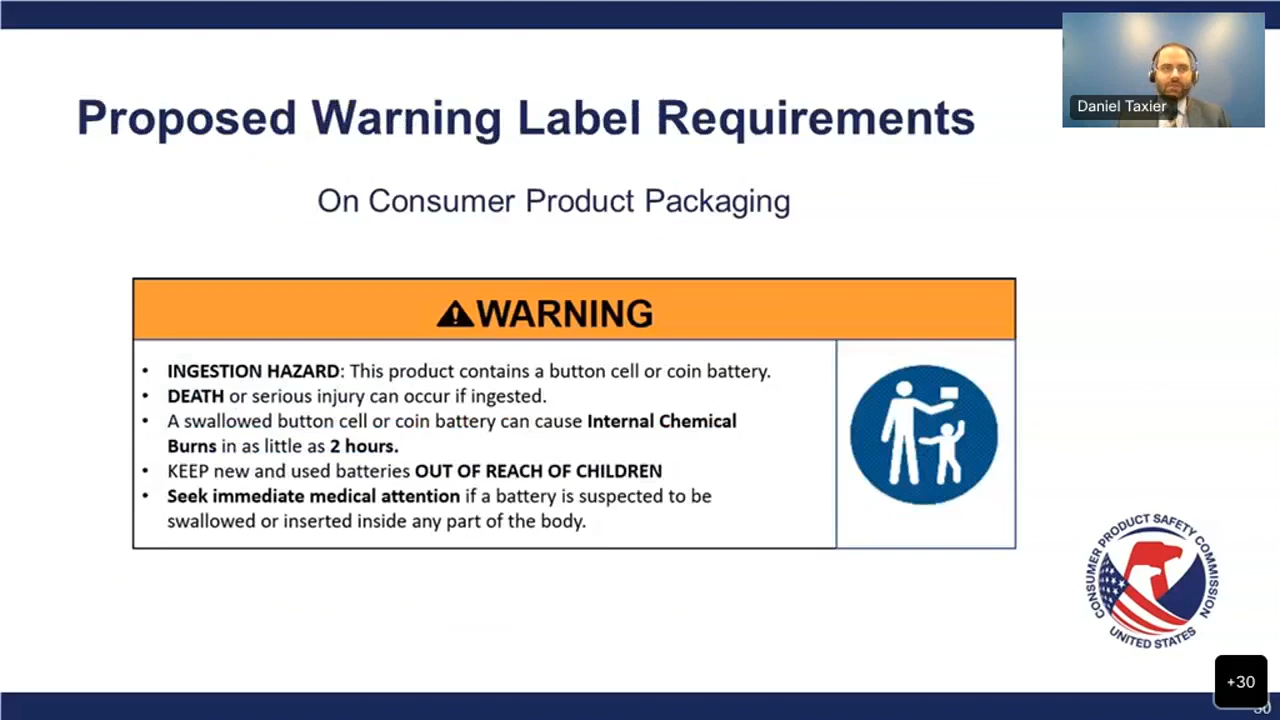 Proposed Warning Label Requirements
Daniel Taxier
On Consumer Product Packaging
WARNING
• INGESTION HAZARD: This product contains a button cell or coin battery.
• DEATH or serious injury can occur if ingested.
• A swallowed button cell or coin battery can cause Internal Chemical
Burns in as little as 2 hours.
• KEEP new and used batteries OUT OF REACH OF CHILDREN
• Seek immediate medical attention if a battery is suspected to be
swallowed or inserted inside any part of the body.
CONSUMER PRODUCT SAFETY COMMISSION
UNITED STATES
+30